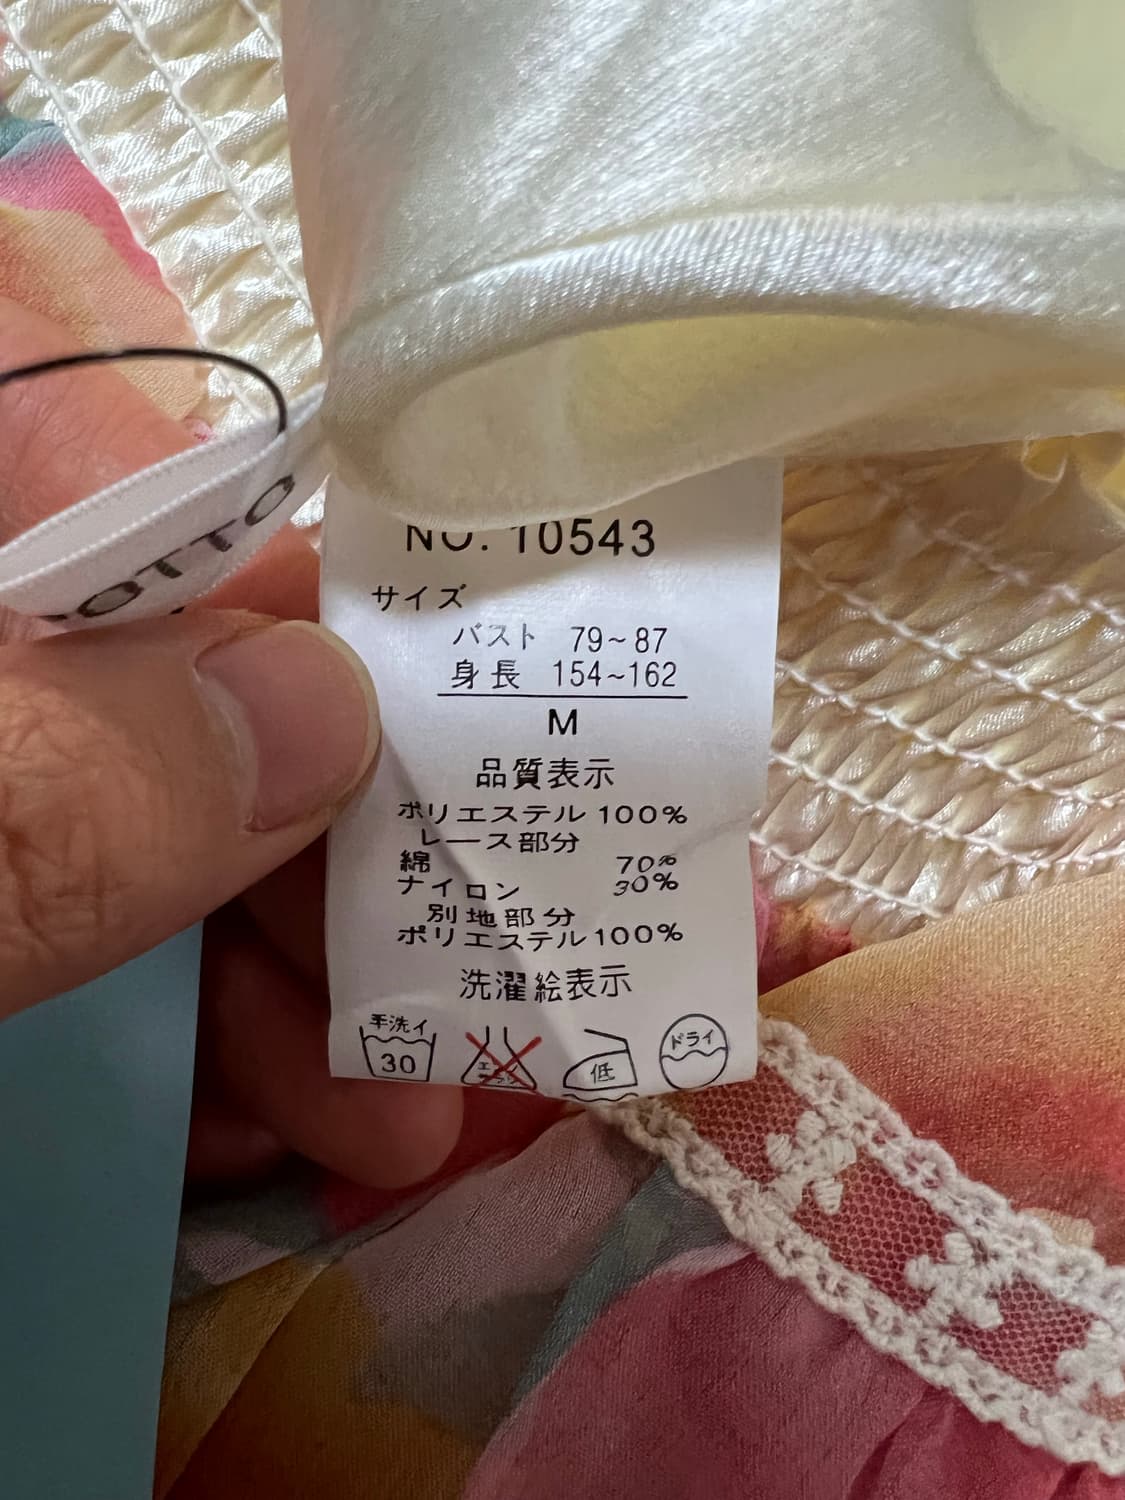 OTTO
NO. 10543
サイズ
バスト 79~87
身長 154~162
M
品質表示
ポリエステル 100%
レース部分
綿 70%
ナイロン 30%
別地部分
ポリエステル 100%
洗濯絵表示
手洗イ
30
低
ドライ